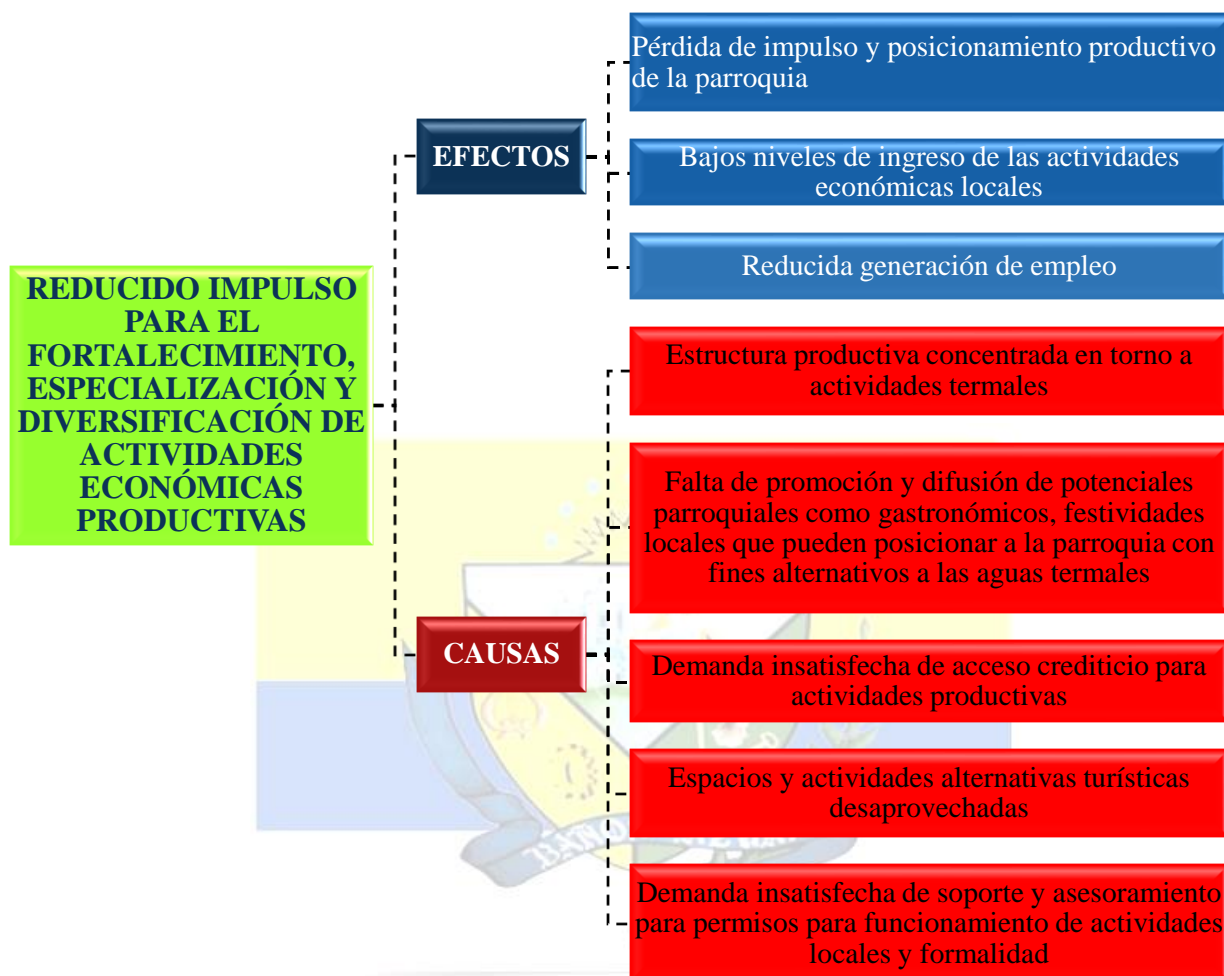 REDUCIDO IMPULSO
PARA EL
FORTALECIMIENTO,
ESPECIALIZACIÓN Y
DIVERSIFICACIÓN DE
ACTIVIDADES
ECONÓMICAS
PRODUCTIVAS
EFECTOS
Pérdida de impulso y posicionamiento productivo
de la parroquia
Bajos niveles de ingreso de las actividades
económicas locales
Reducida generación de empleo
CAUSAS
Estructura productiva concentrada en torno a
actividades termales
Falta de promoción y difusión de potenciales
parroquiales como gastronómicos, festividades
locales que pueden posicionar a la parroquia con
fines alternativos a las aguas termales
Demanda insatisfecha de acceso crediticio para
actividades productivas
Espacios y actividades alternativas turísticas
desaprovechadas
Demanda insatisfecha de soporte y asesoramiento
para permisos para funcionamiento de actividades
locales y formalidad